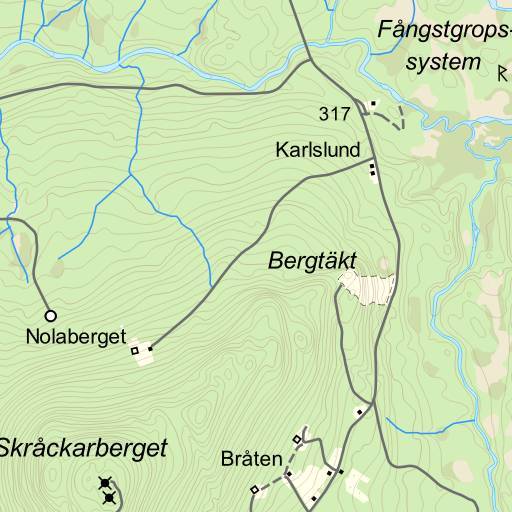 Fångstgrops-
system
R
317
Karlslund
Bergtäkt
Nolaberget
Skråckarberget
Bråten